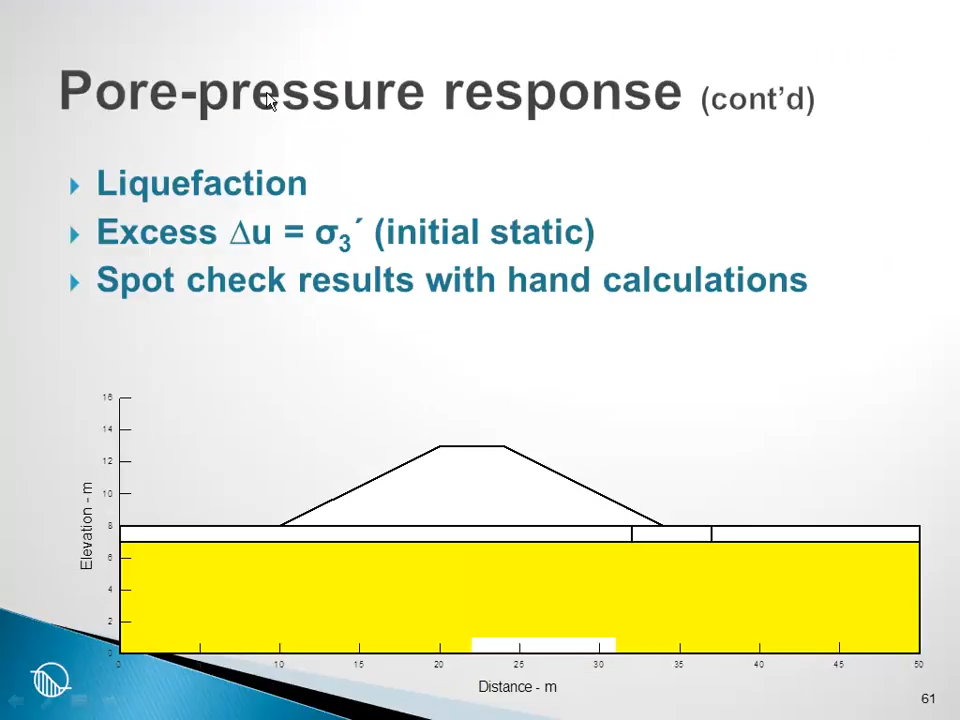 Pore-pressure response (cont’d)
Liquefaction
Excess ∆u = σ3´ (initial static)
Spot check results with hand calculations
16
14
12
10
8
6
4
2
0
Elevation - m
0 5 10 15 20 25 30 35 40 45 50
Distance - m
61